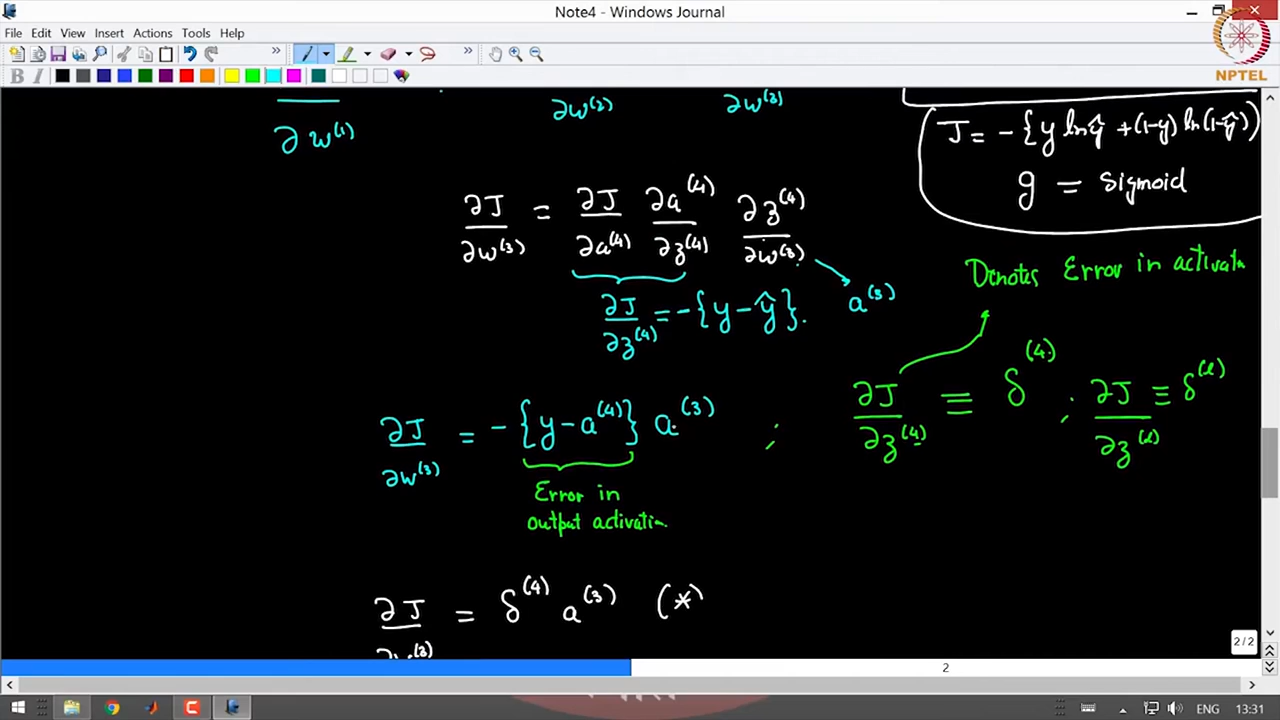 Note4 - Windows Journal
File Edit View Insert Actions Tools Help
NPTEL
∂w⁽¹⁾ ∂w⁽²⁾ ∂w⁽³⁾
J = -{y ln ŷ + (1-y) ln(1-ŷ)}
g = Sigmoid
∂J/∂w⁽³⁾ = ∂J/∂a⁽⁴⁾ ∂a⁽⁴⁾/∂z⁽⁴⁾ ∂z⁽⁴⁾/∂w⁽³⁾
Denotes Error in activati
∂J/∂z⁽⁴⁾ = -{y-ŷ}. a⁽³⁾
∂J/∂z⁽⁴⁾ ≡ δ⁽⁴⁾ ; ∂J/∂z⁽ˡ⁾ ≡ δ⁽ˡ⁾
∂J/∂w⁽³⁾ = -{y-a⁽⁴⁾} a⁽³⁾ ;
Error in
output activation
∂J/∂w⁽³⁾ = δ⁽⁴⁾ a⁽³⁾ (*)
2/2
2
ENG 13:31